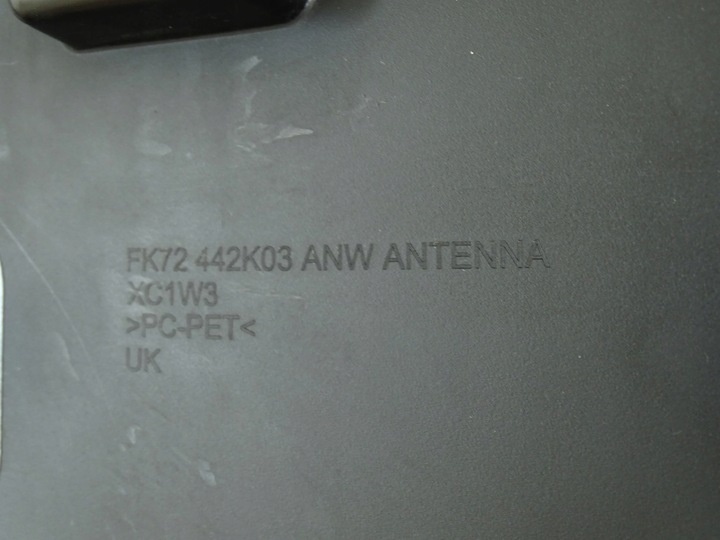 FK72 442K03 ANW ANTENNA
XC1W3
>PC-PET<
UK